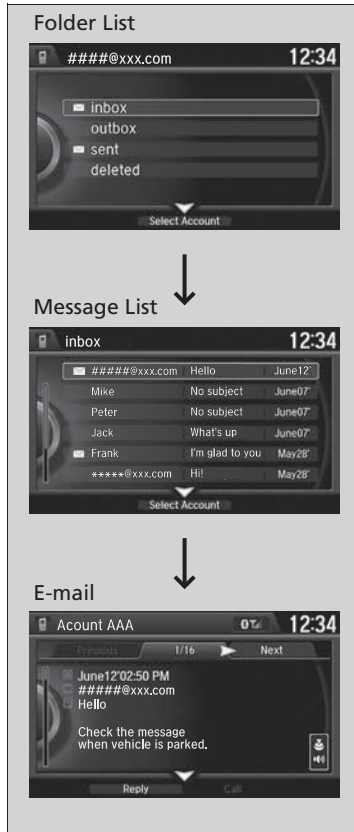 Folder List
####@xxx.com 12:34
inbox
outbox
sent
deleted
Select Account
Message List
inbox 12:34
#####@xxx.com Hello June12'
Mike No subject June07'
Peter No subject June07'
Jack What's up June07'
Frank I'm glad to you May28'
*****@xxx.com Hi! May28'
Select Account
E-mail
Acount AAA 12:34
Previous 1/16 Next
June12'02:50 PM
#####@xxx.com
Hello
Check the message
when vehicle is parked.
Reply Call